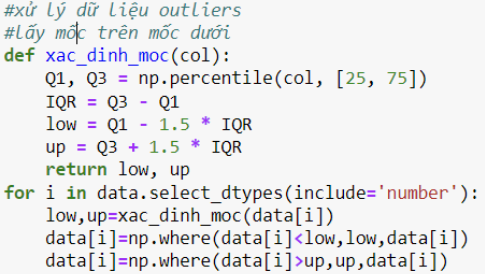 #xử lý dữ liệu outliers
#lấy mốc trên mốc dưới
def xac_dinh_moc(col):
    Q1, Q3 = np.percentile(col, [25, 75])
    IQR = Q3 - Q1
    low = Q1 - 1.5 * IQR
    up = Q3 + 1.5 * IQR
    return low, up
for i in data.select_dtypes(include='number'):
    low,up=xac_dinh_moc(data[i])
    data[i]=np.where(data[i]<low,low,data[i])
    data[i]=np.where(data[i]>up,up,data[i])